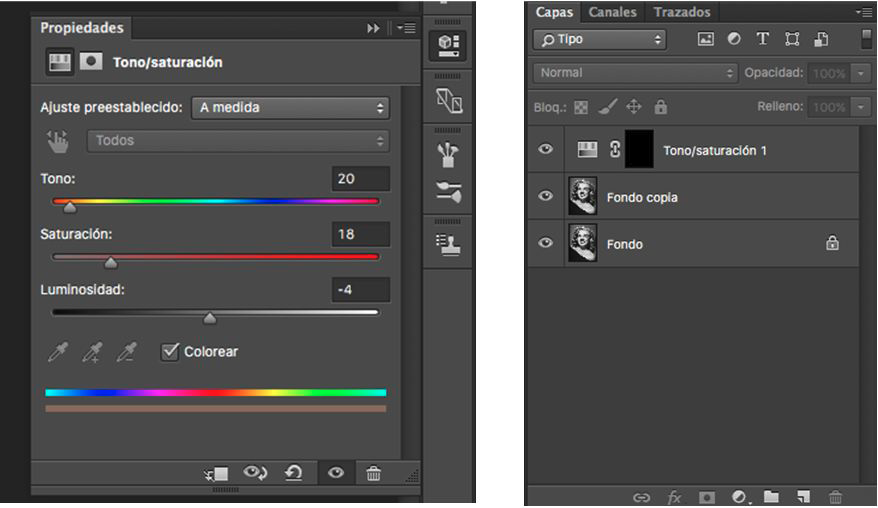 Propiedades
Tono/saturación
Ajuste preestablecido: A medida
Todos
Tono: 20
Saturación: 18
Luminosidad: -4
Colorear
Capas Canales Trazados
Tipo
Normal Opacidad: 100%
Bloq.: Relleno: 100%
Tono/saturación 1
Fondo copia
Fondo
fx